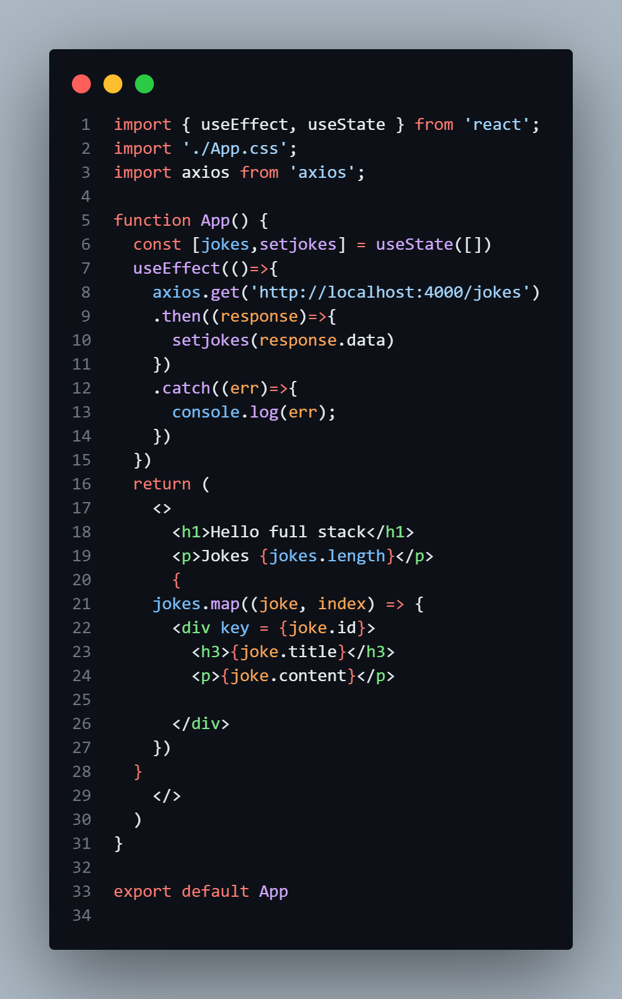 1 import { useEffect, useState } from 'react';
2 import './App.css';
3 import axios from 'axios';
4
5 function App() {
6   const [jokes,setjokes] = useState([])
7   useEffect(()=>{
8     axios.get('http://localhost:4000/jokes')
9     .then((response)=>{
10       setjokes(response.data)
11     })
12     .catch((err)=>{
13       console.log(err);
14     })
15   })
16   return (
17     <>
18       <h1>Hello full stack</h1>
19       <p>Jokes {jokes.length}</p>
20       {
21     jokes.map((joke, index) => {
22       <div key = {joke.id}>
23         <h3>{joke.title}</h3>
24         <p>{joke.content}</p>
25
26       </div>
27     })
28   }
29     </>
30   )
31 }
32
33 export default App
34